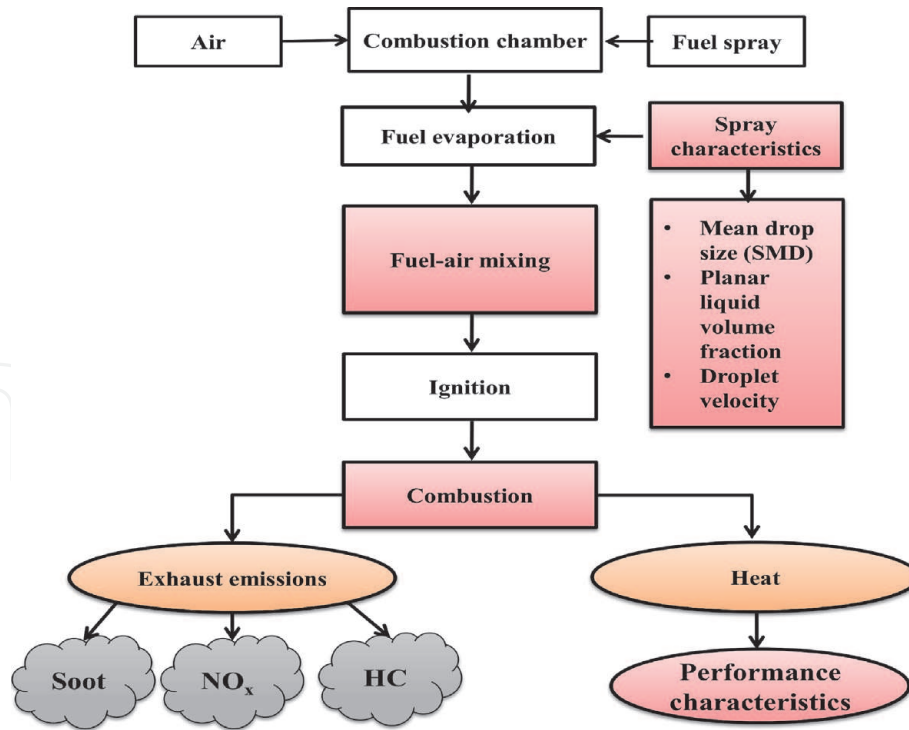 Air
Combustion chamber
Fuel spray
Fuel evaporation
Spray
characteristics
• Mean drop
size (SMD)
• Planar
liquid
volume
fraction
• Droplet
velocity
Fuel-air mixing
Ignition
Combustion
Exhaust emissions
Heat
Soot
NOₓ
HC
Performance
characteristics